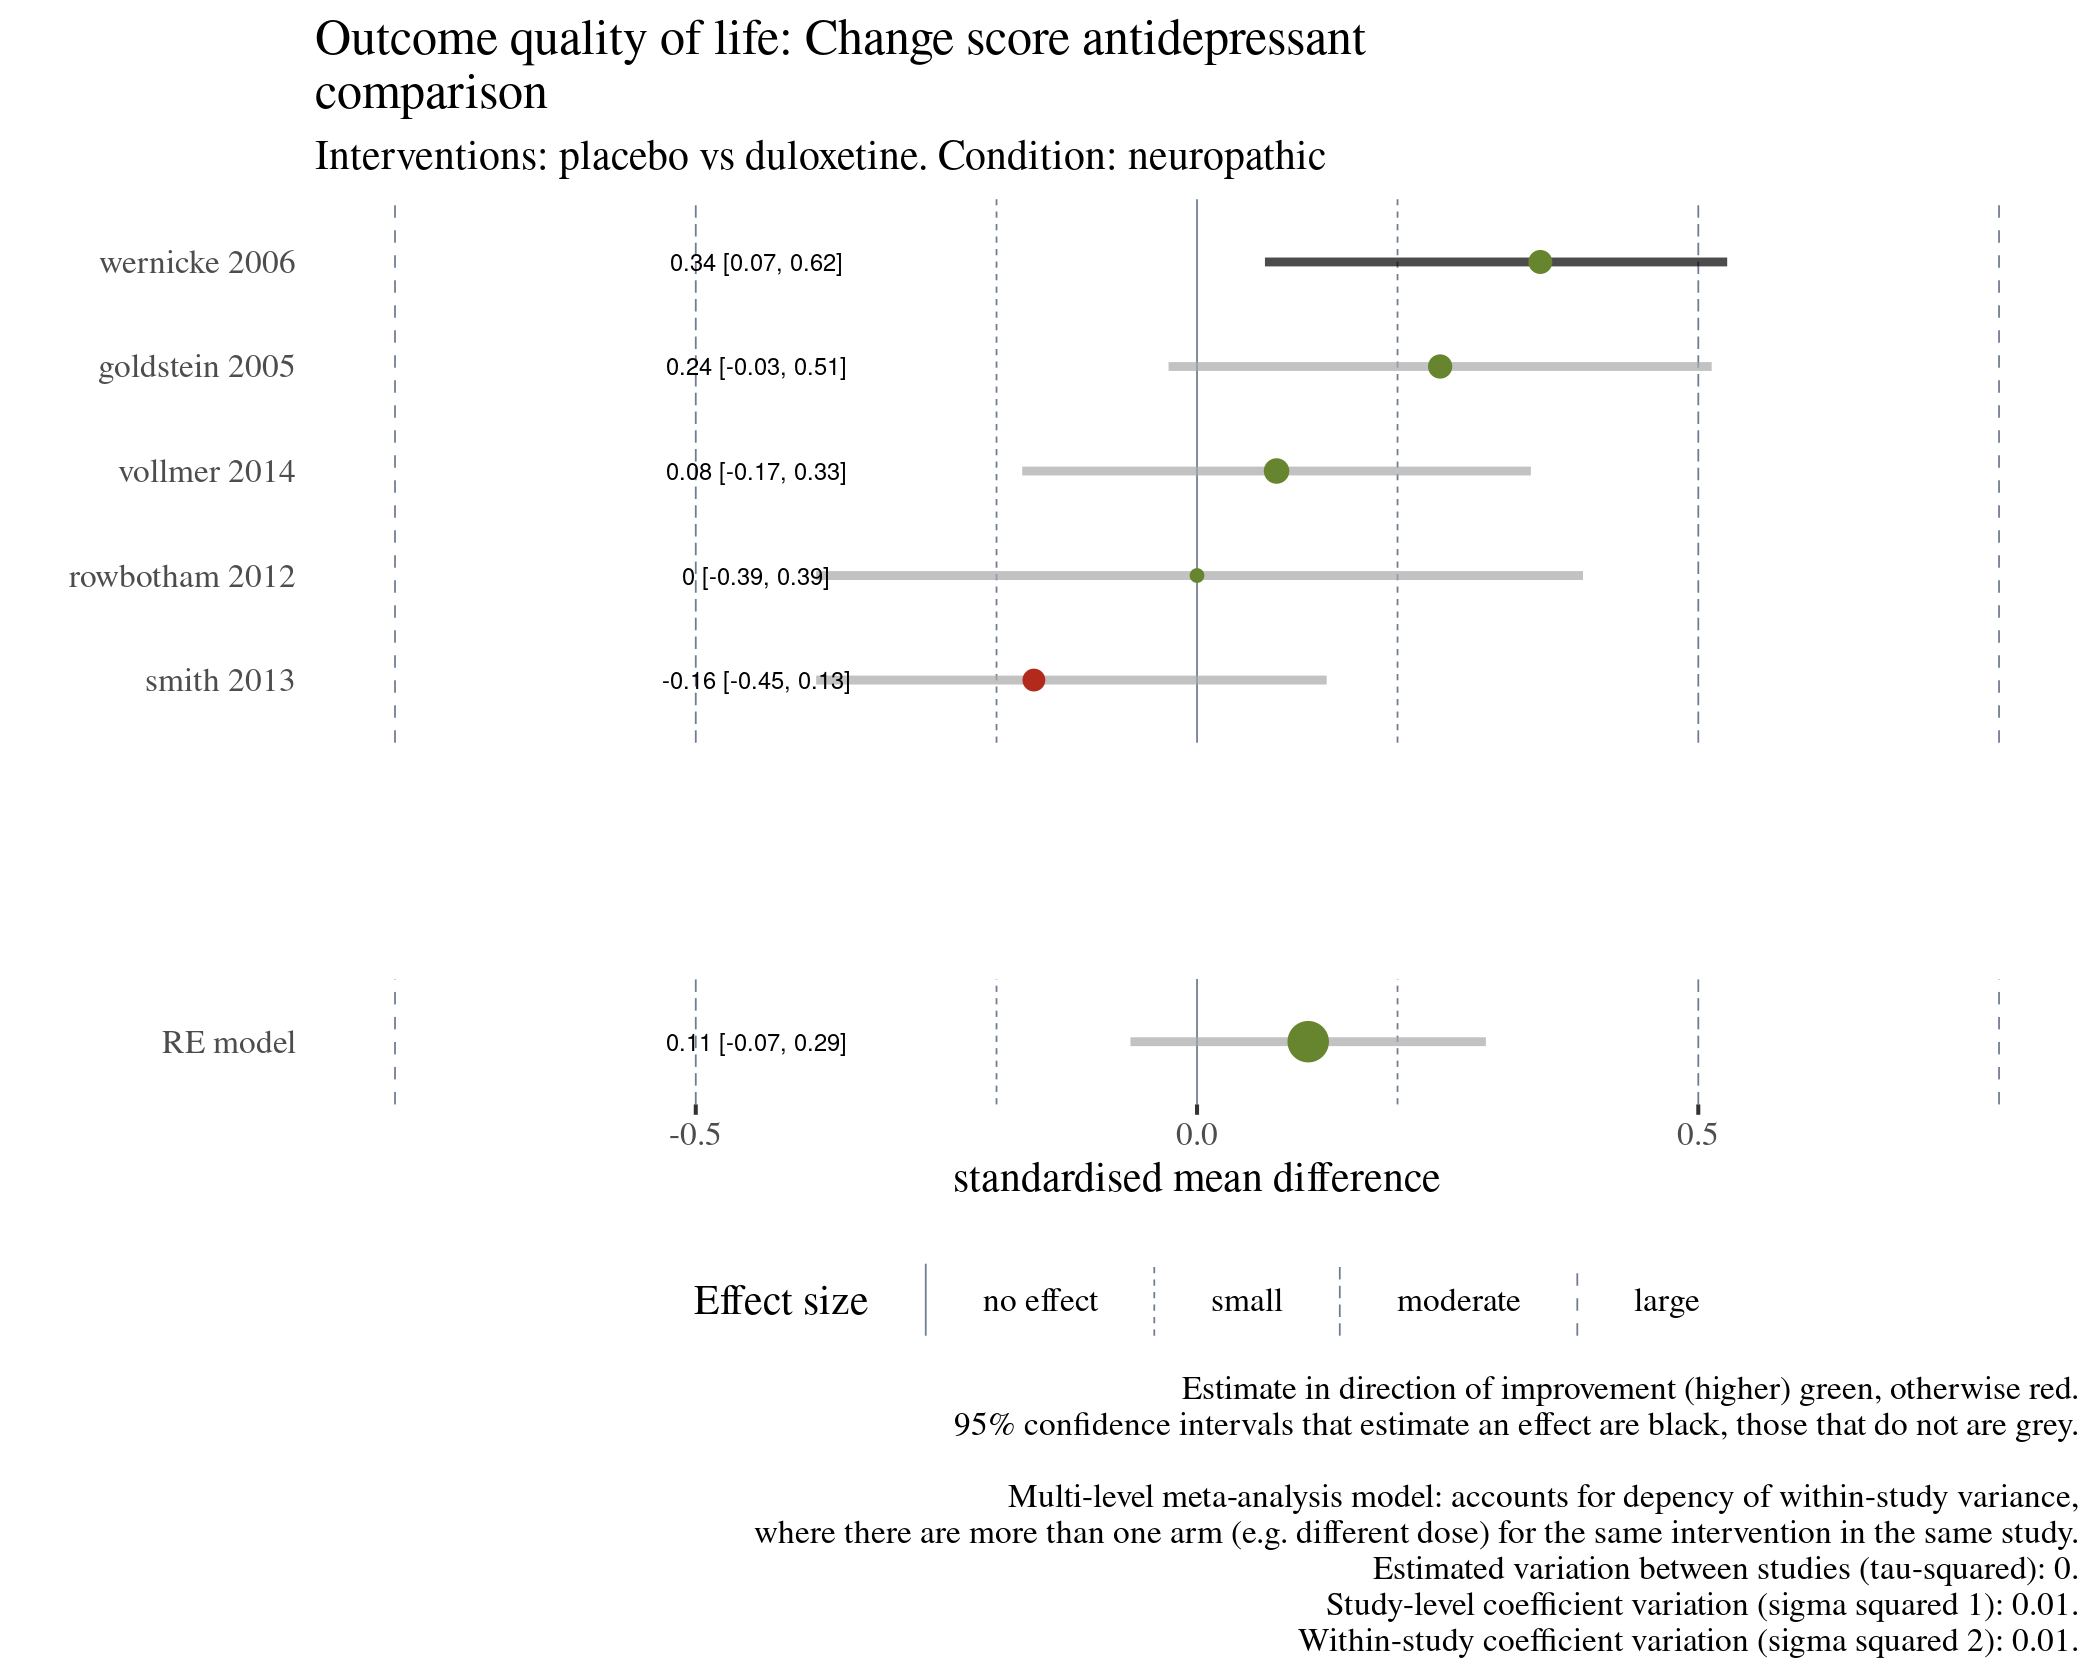 Outcome quality of life: Change score antidepressant
comparison
Interventions: placebo vs duloxetine. Condition: neuropathic
wernicke 2006 0.34 [0.07, 0.62]
goldstein 2005 0.24 [-0.03, 0.51]
vollmer 2014 0.08 [-0.17, 0.33]
rowbotham 2012 0 [-0.39, 0.39]
smith 2013 -0.16 [-0.45, 0.13]
RE model 0.11 [-0.07, 0.29]
-0.5 0.0 0.5
standardised mean difference
Effect size no effect small moderate large
Estimate in direction of improvement (higher) green, otherwise red.
95% confidence intervals that estimate an effect are black, those that do not are grey.
Multi-level meta-analysis model: accounts for depency of within-study variance,
where there are more than one arm (e.g. different dose) for the same intervention in the same study.
Estimated variation between studies (tau-squared): 0.
Study-level coefficient variation (sigma squared 1): 0.01.
Within-study coefficient variation (sigma squared 2): 0.01.